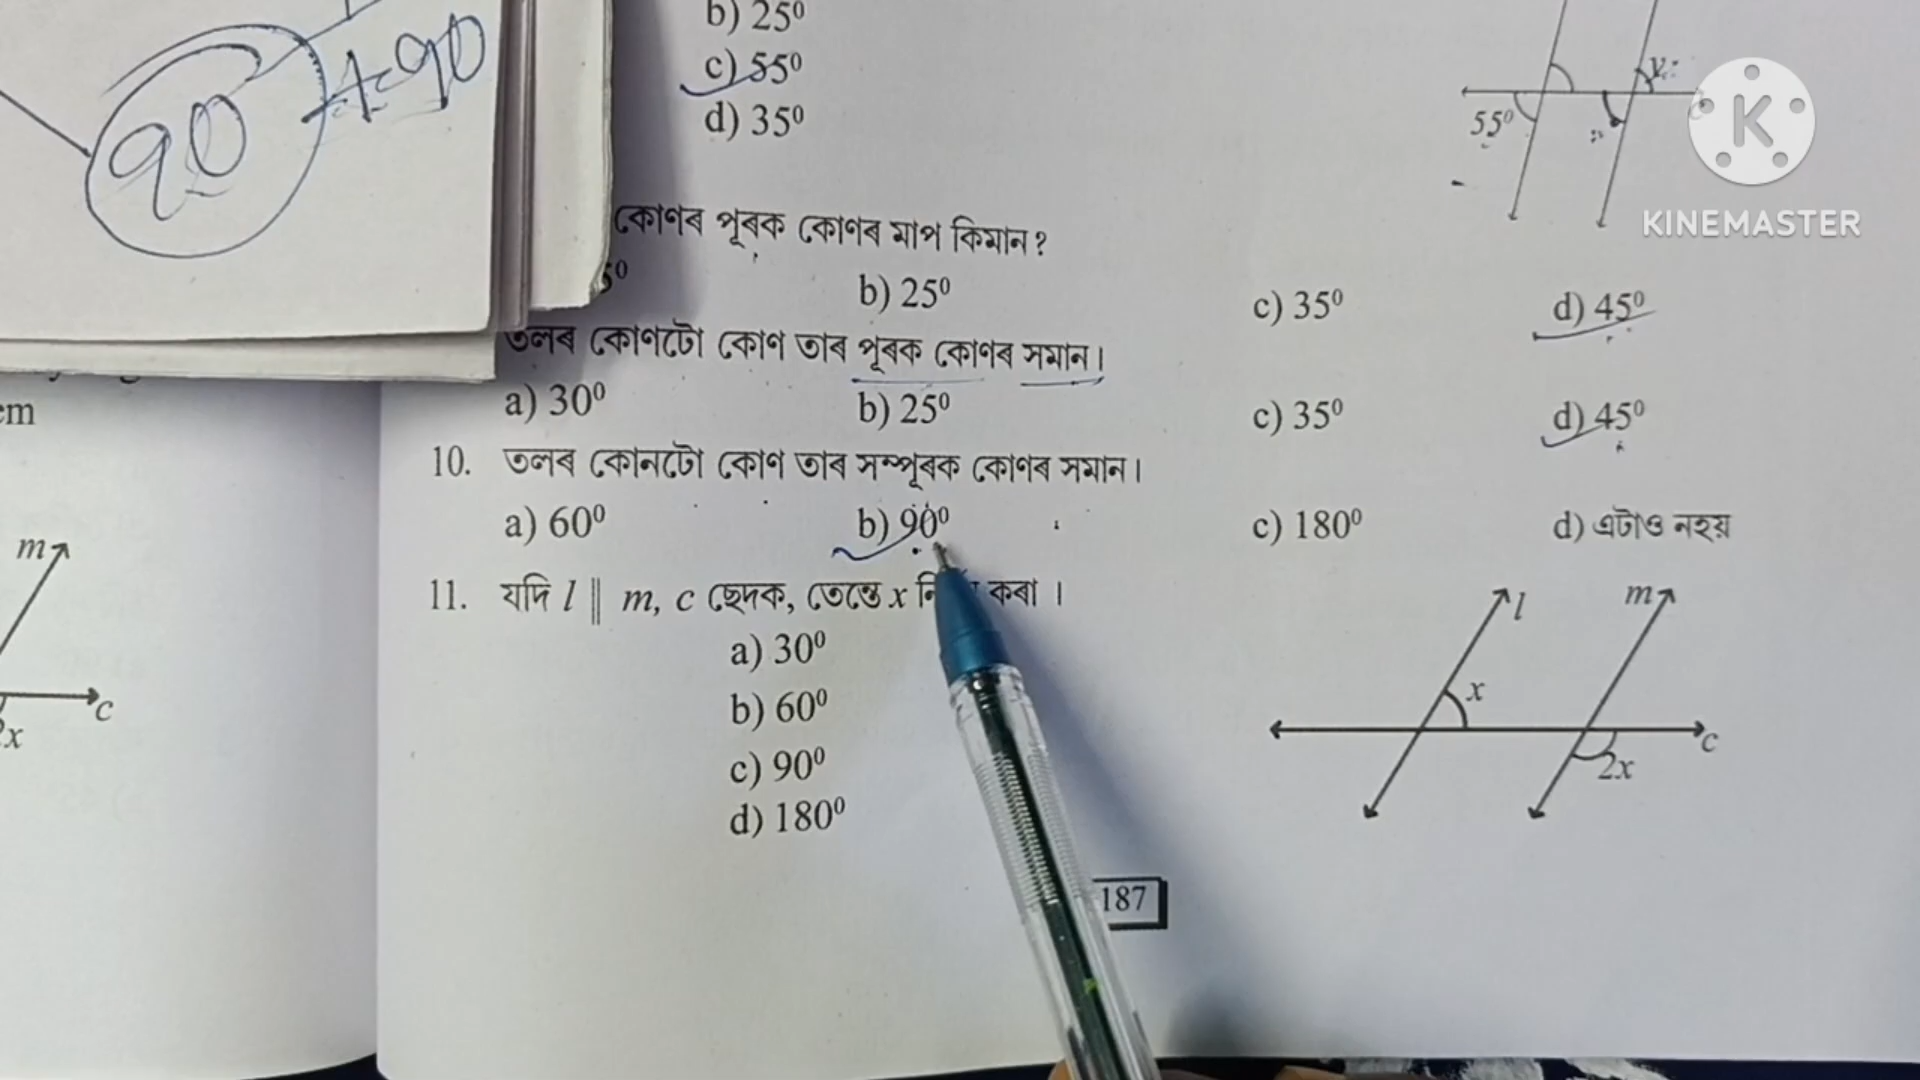 b) 25⁰
c) 55⁰
d) 35⁰
90
x=90
55⁰
y
K
KINEMASTER
কোণৰ পূৰক কোণৰ মাপ কিমান?
5⁰ b) 25⁰ c) 35⁰ d) 45⁰
তলৰ কোণটো কোণ তাৰ পূৰক কোণৰ সমান।
a) 30⁰ b) 25⁰ c) 35⁰ d) 45⁰
10. তলৰ কোনটো কোণ তাৰ সম্পূৰক কোণৰ সমান।
a) 60⁰ b) 90⁰ c) 180⁰ d) এটাও নহয়
11. যদি l || m, c ছেদক, তেন্তে x কৰা ।
a) 30⁰
b) 60⁰
c) 90⁰
d) 180⁰
l m
x
c
2x
187
em
m
c
x